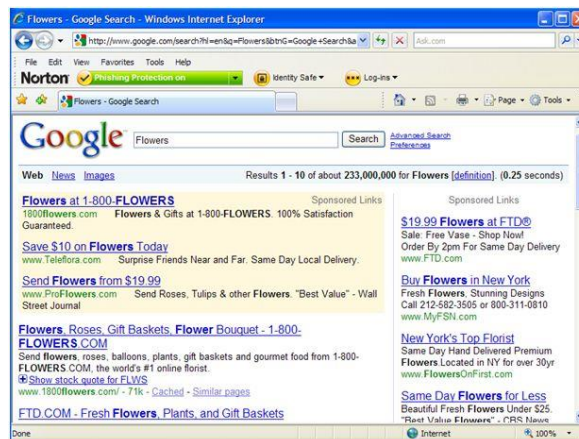 Flowers - Google Search - Windows Internet Explorer
http://www.google.com/search?hl=en&q=Flowers&btnG=Google+Search&a
Ask.com
File Edit View Favorites Tools Help
Norton Phishing Protection on Identity Safe Log-ins
Flowers - Google Search
Page Tools
Google
Flowers
Search
Advanced Search
Preferences
Web News Images Results 1 - 10 of about 233,000,000 for Flowers [definition]. (0.25 seconds)
Flowers at 1-800-FLOWERS Sponsored Links
1800flowers.com Flowers & Gifts at 1-800-FLOWERS. 100% Satisfaction
Guaranteed.
Save $10 on Flowers Today
www.Teleflora.com Surprise Friends Near and Far. Same Day Local Delivery.
Send Flowers from $19.99
www.ProFlowers.com Send Roses, Tulips & other Flowers. "Best Value" - Wall
Street Journal
Flowers, Roses, Gift Baskets, Flower Bouquet - 1-800-
FLOWERS.COM
Send flowers, roses, balloons, plants, gift baskets and gourmet food from 1-800-
FLOWERS.COM, the world's #1 online florist.
Show stock quote for FLWS
www.1800flowers.com/ - 71k - Cached - Similar pages
FTD.COM - Fresh Flowers, Plants, and Gift Baskets
Sponsored Links
$19.99 Flowers at FTD®
Sale: Free Vase - Shop Now!
Order By 2pm For Same Day Delivery
www.FTD.com
Buy Flowers in New York
Fresh Flowers, Stunning Designs
Call 212-582-3505 or 800-311-0810
www.MyFSN.com
New York's Top Florist
Same Day Hand Delivered Premium
Flowers.Located in NY for over 30yr
www.FlowersOnFirst.com
Same Day Flowers for Less
Beautiful Fresh Flowers Under $25.
"Best Value Flowers" - CBS News
Done Internet 100%